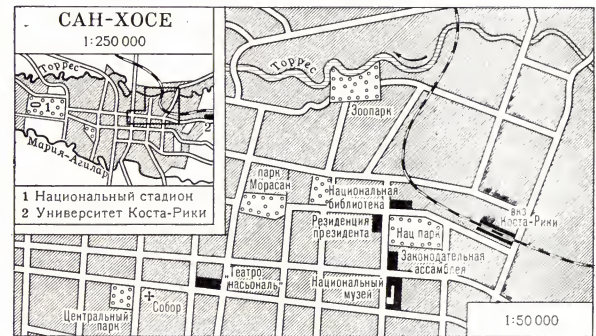 САН-ХОСЕ
1:250 000
Торрес
1
2
Мария-Агилар
1 Национальный стадион
2 Университет Коста-Рики
Торрес
Зоопарк
парк
Морасан
Национальная
библиотека
Резиденция
президента
вкз
Коста-Рики
Нац парк
Законодательная
ассамблея
Театро
насьональ
Национальный
музей
Собор
Центральный
парк
1:50 000